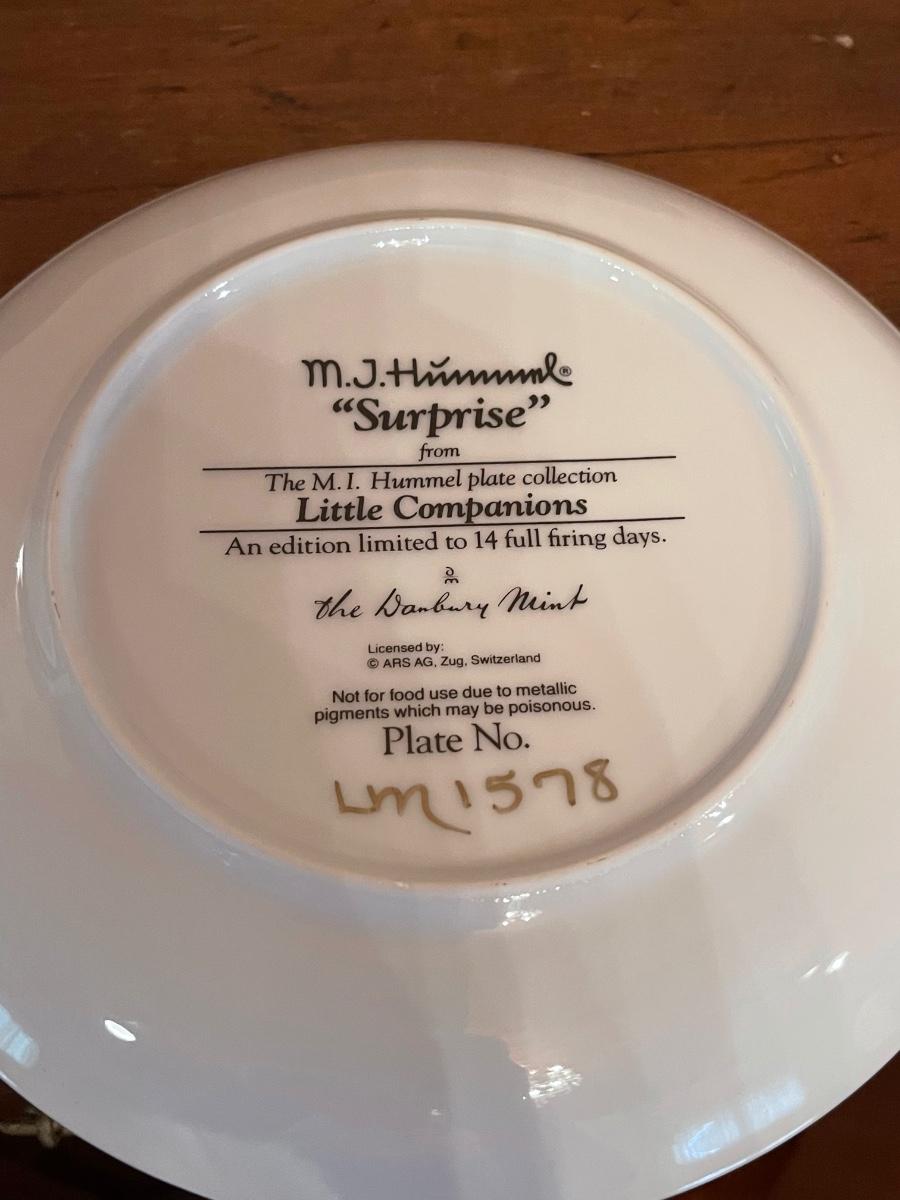 M.J. Hummel®
“Surprise”
from
The M. I. Hummel plate collection
Little Companions
An edition limited to 14 full firing days.
DM
the Danbury Mint
Licensed by:
© ARS AG, Zug, Switzerland
Not for food use due to metallic
pigments which may be poisonous.
Plate No.
LM1578